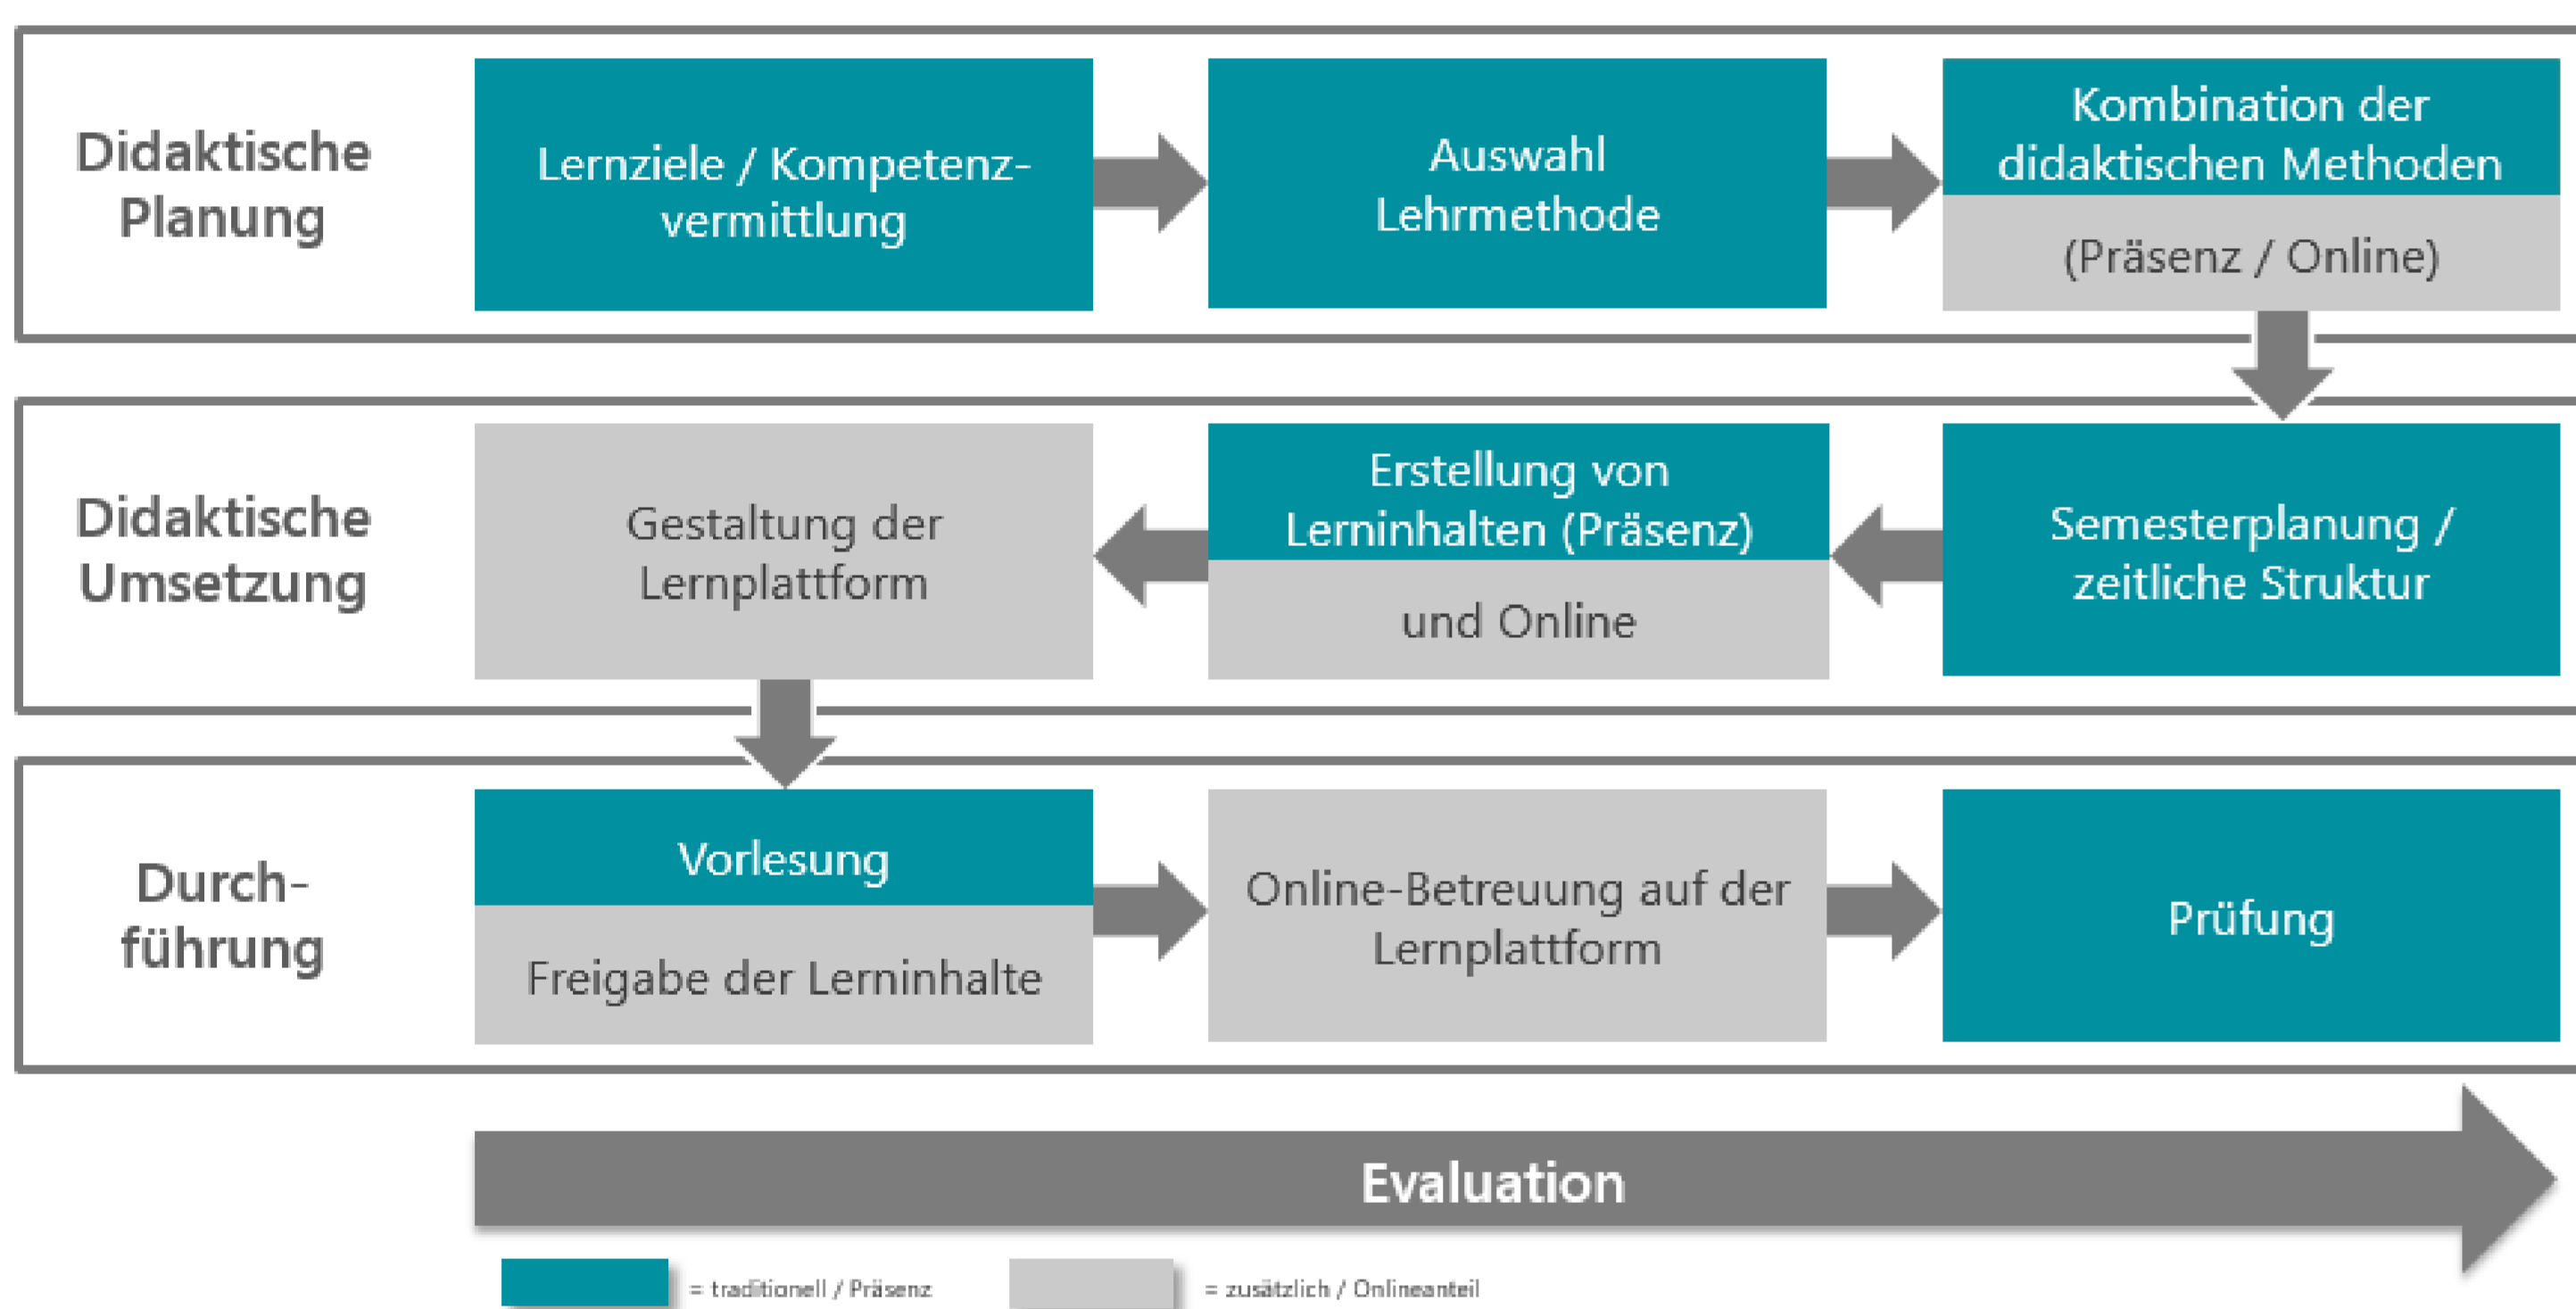 Didaktische
Planung
Lernziele / Kompetenz-
vermittlung
Auswahl
Lehrmethode
Kombination der
didaktischen Methoden
(Präsenz / Online)
Didaktische
Umsetzung
Gestaltung der
Lernplattform
Erstellung von
Lerninhalten (Präsenz)
und Online
Semesterplanung /
zeitliche Struktur
Durch-
führung
Vorlesung
Freigabe der Lerninhalte
Online-Betreuung auf der
Lernplattform
Prüfung
Evaluation
= traditionell / Präsenz
= zusätzlich / Onlineanteil